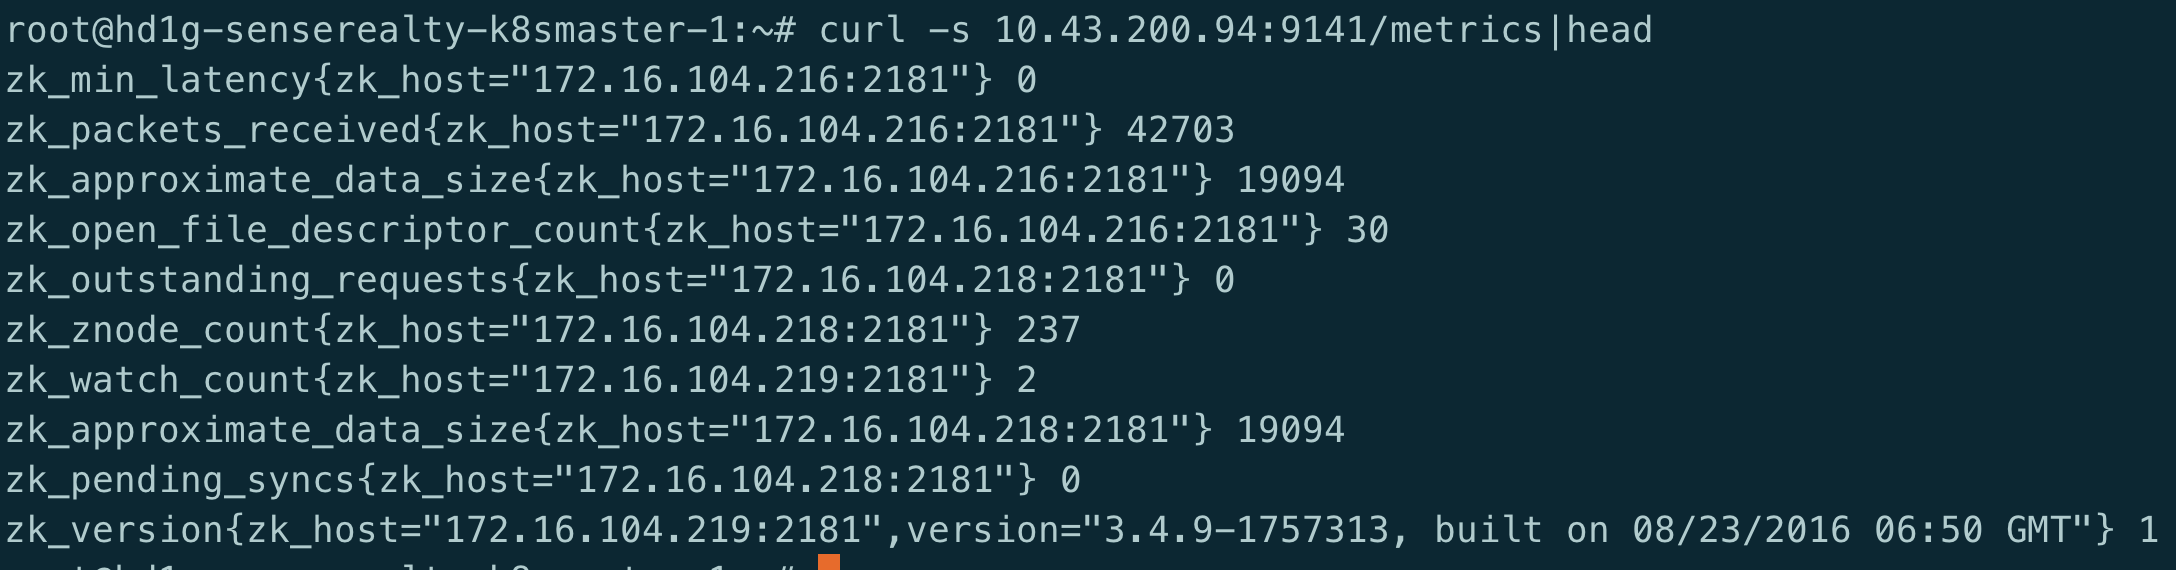 root@hd1g-senserealty-k8smaster-1:~# curl -s 10.43.200.94:9141/metrics|head
zk_min_latency{zk_host="172.16.104.216:2181"} 0
zk_packets_received{zk_host="172.16.104.216:2181"} 42703
zk_approximate_data_size{zk_host="172.16.104.216:2181"} 19094
zk_open_file_descriptor_count{zk_host="172.16.104.216:2181"} 30
zk_outstanding_requests{zk_host="172.16.104.218:2181"} 0
zk_znode_count{zk_host="172.16.104.218:2181"} 237
zk_watch_count{zk_host="172.16.104.219:2181"} 2
zk_approximate_data_size{zk_host="172.16.104.218:2181"} 19094
zk_pending_syncs{zk_host="172.16.104.218:2181"} 0
zk_version{zk_host="172.16.104.219:2181",version="3.4.9-1757313, built on 08/23/2016 06:50 GMT"} 1